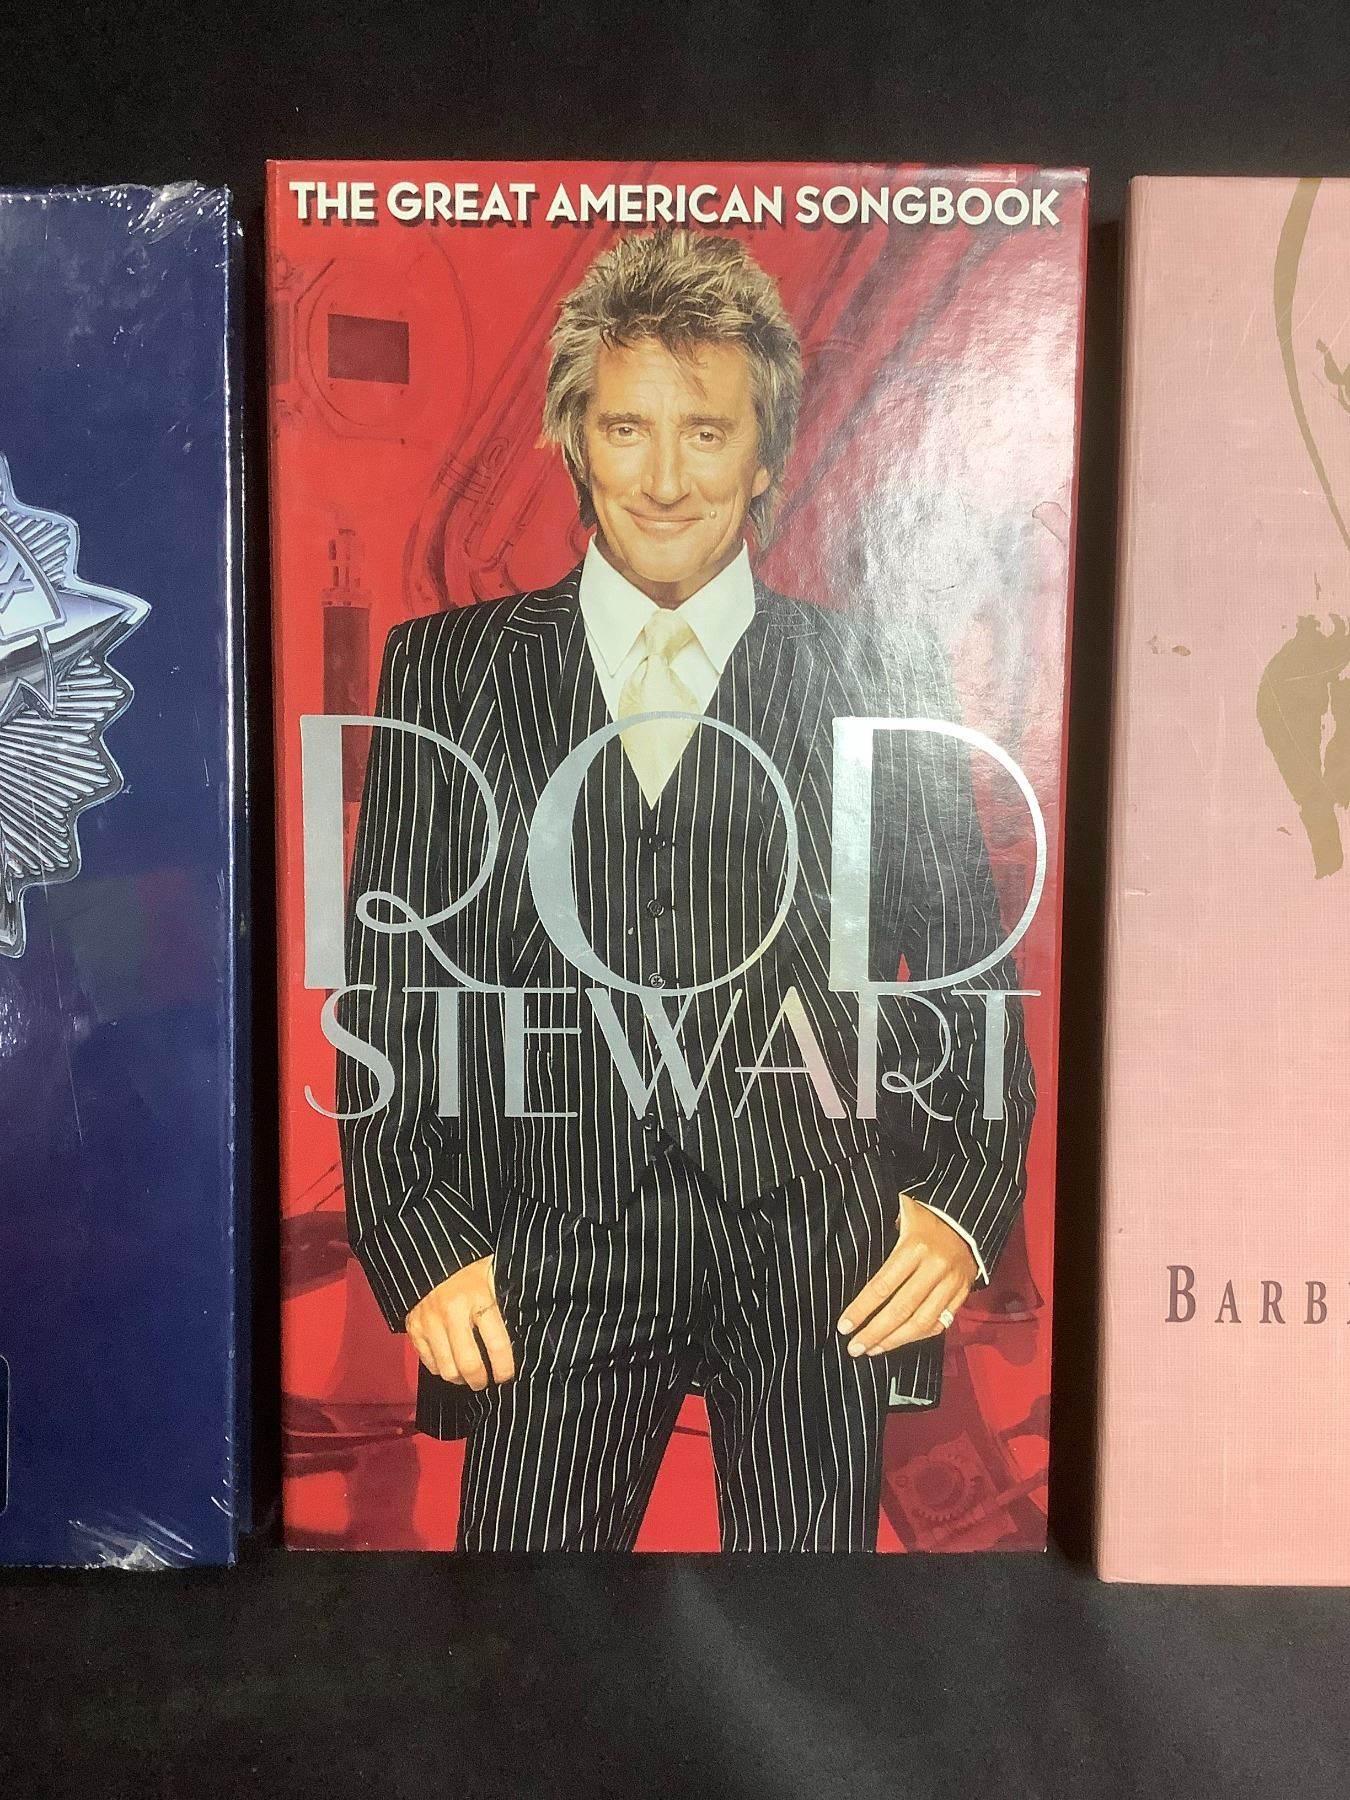 THE GREAT AMERICAN SONGBOOK
ROD
STEWART
BARB